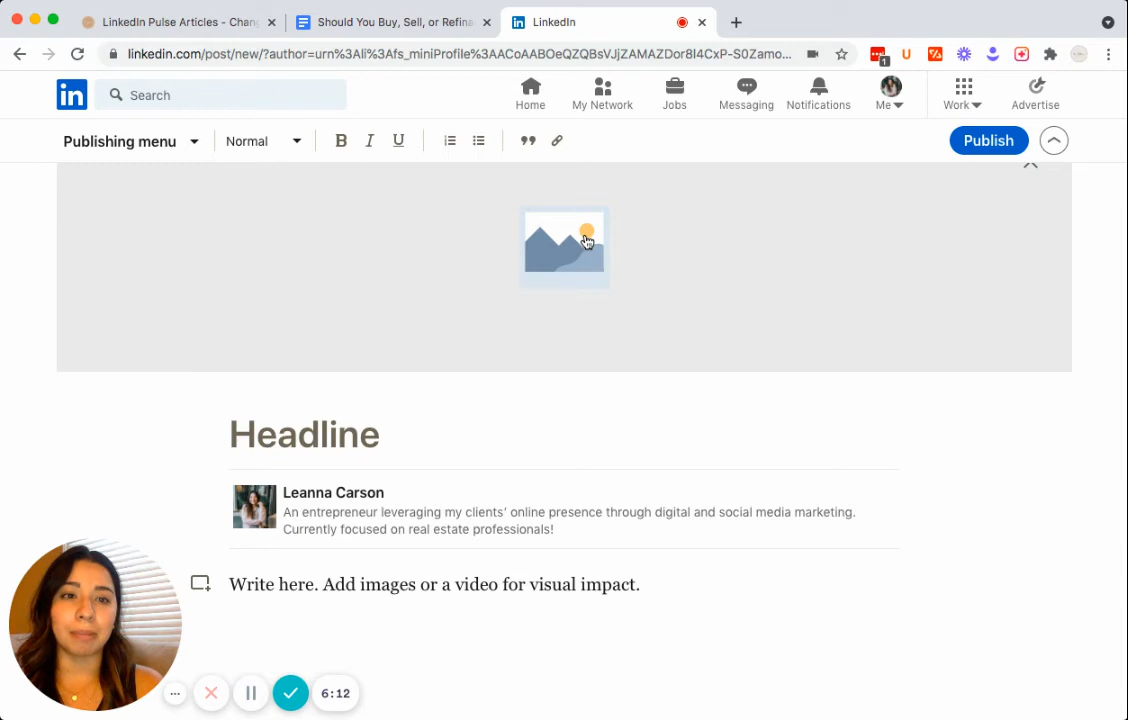 LinkedIn Pulse Articles - Chang
Should You Buy, Sell, or Refina
LinkedIn
linkedin.com/post/new/?author=urn%3Ali%3Afs_miniProfile%3AACoAABOeQZQBsVJjZAMAZDor8I4CxP-S0Zamo...
1
in
Search
Home
My Network
Jobs
Messaging
Notifications
Me
Work
Advertise
Publishing menu
Normal
B
I
U
Publish
Headline
Leanna Carson
An entrepreneur leveraging my clients' online presence through digital and social media marketing.
Currently focused on real estate professionals!
Write here. Add images or a video for visual impact.
6:12